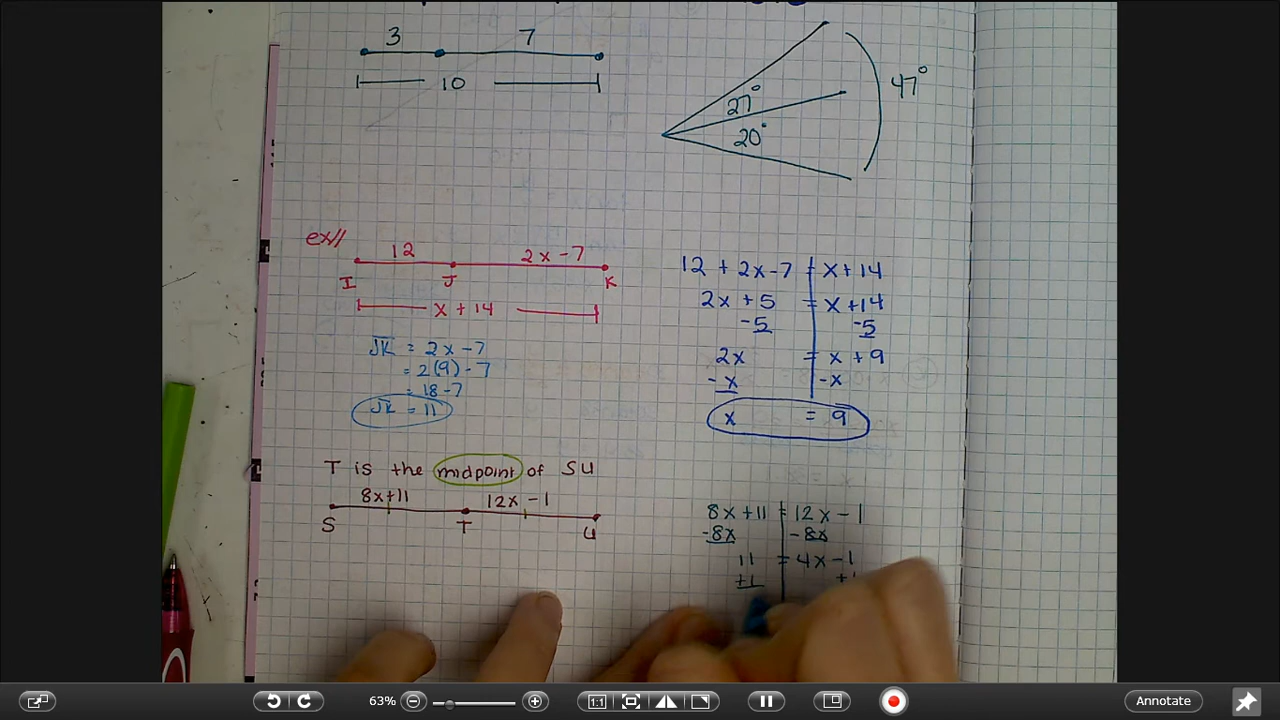 3 7
10
27°
20°
47°
ex//
12 2x-7
I J K
x + 14
12 + 2x-7 = x+14
2x + 5 = x+14
-5 -5
2x = x + 9
-x -x
x = 9
JK = 2x-7
= 2(9)-7
= 18-7
JK = 11
T is the midpoint of SU
8x+11 12x -1
S T U
8x+11 = 12x-1
-8x -8x
11 = 4x-1
+1 +1
63%
1:1
Annotate